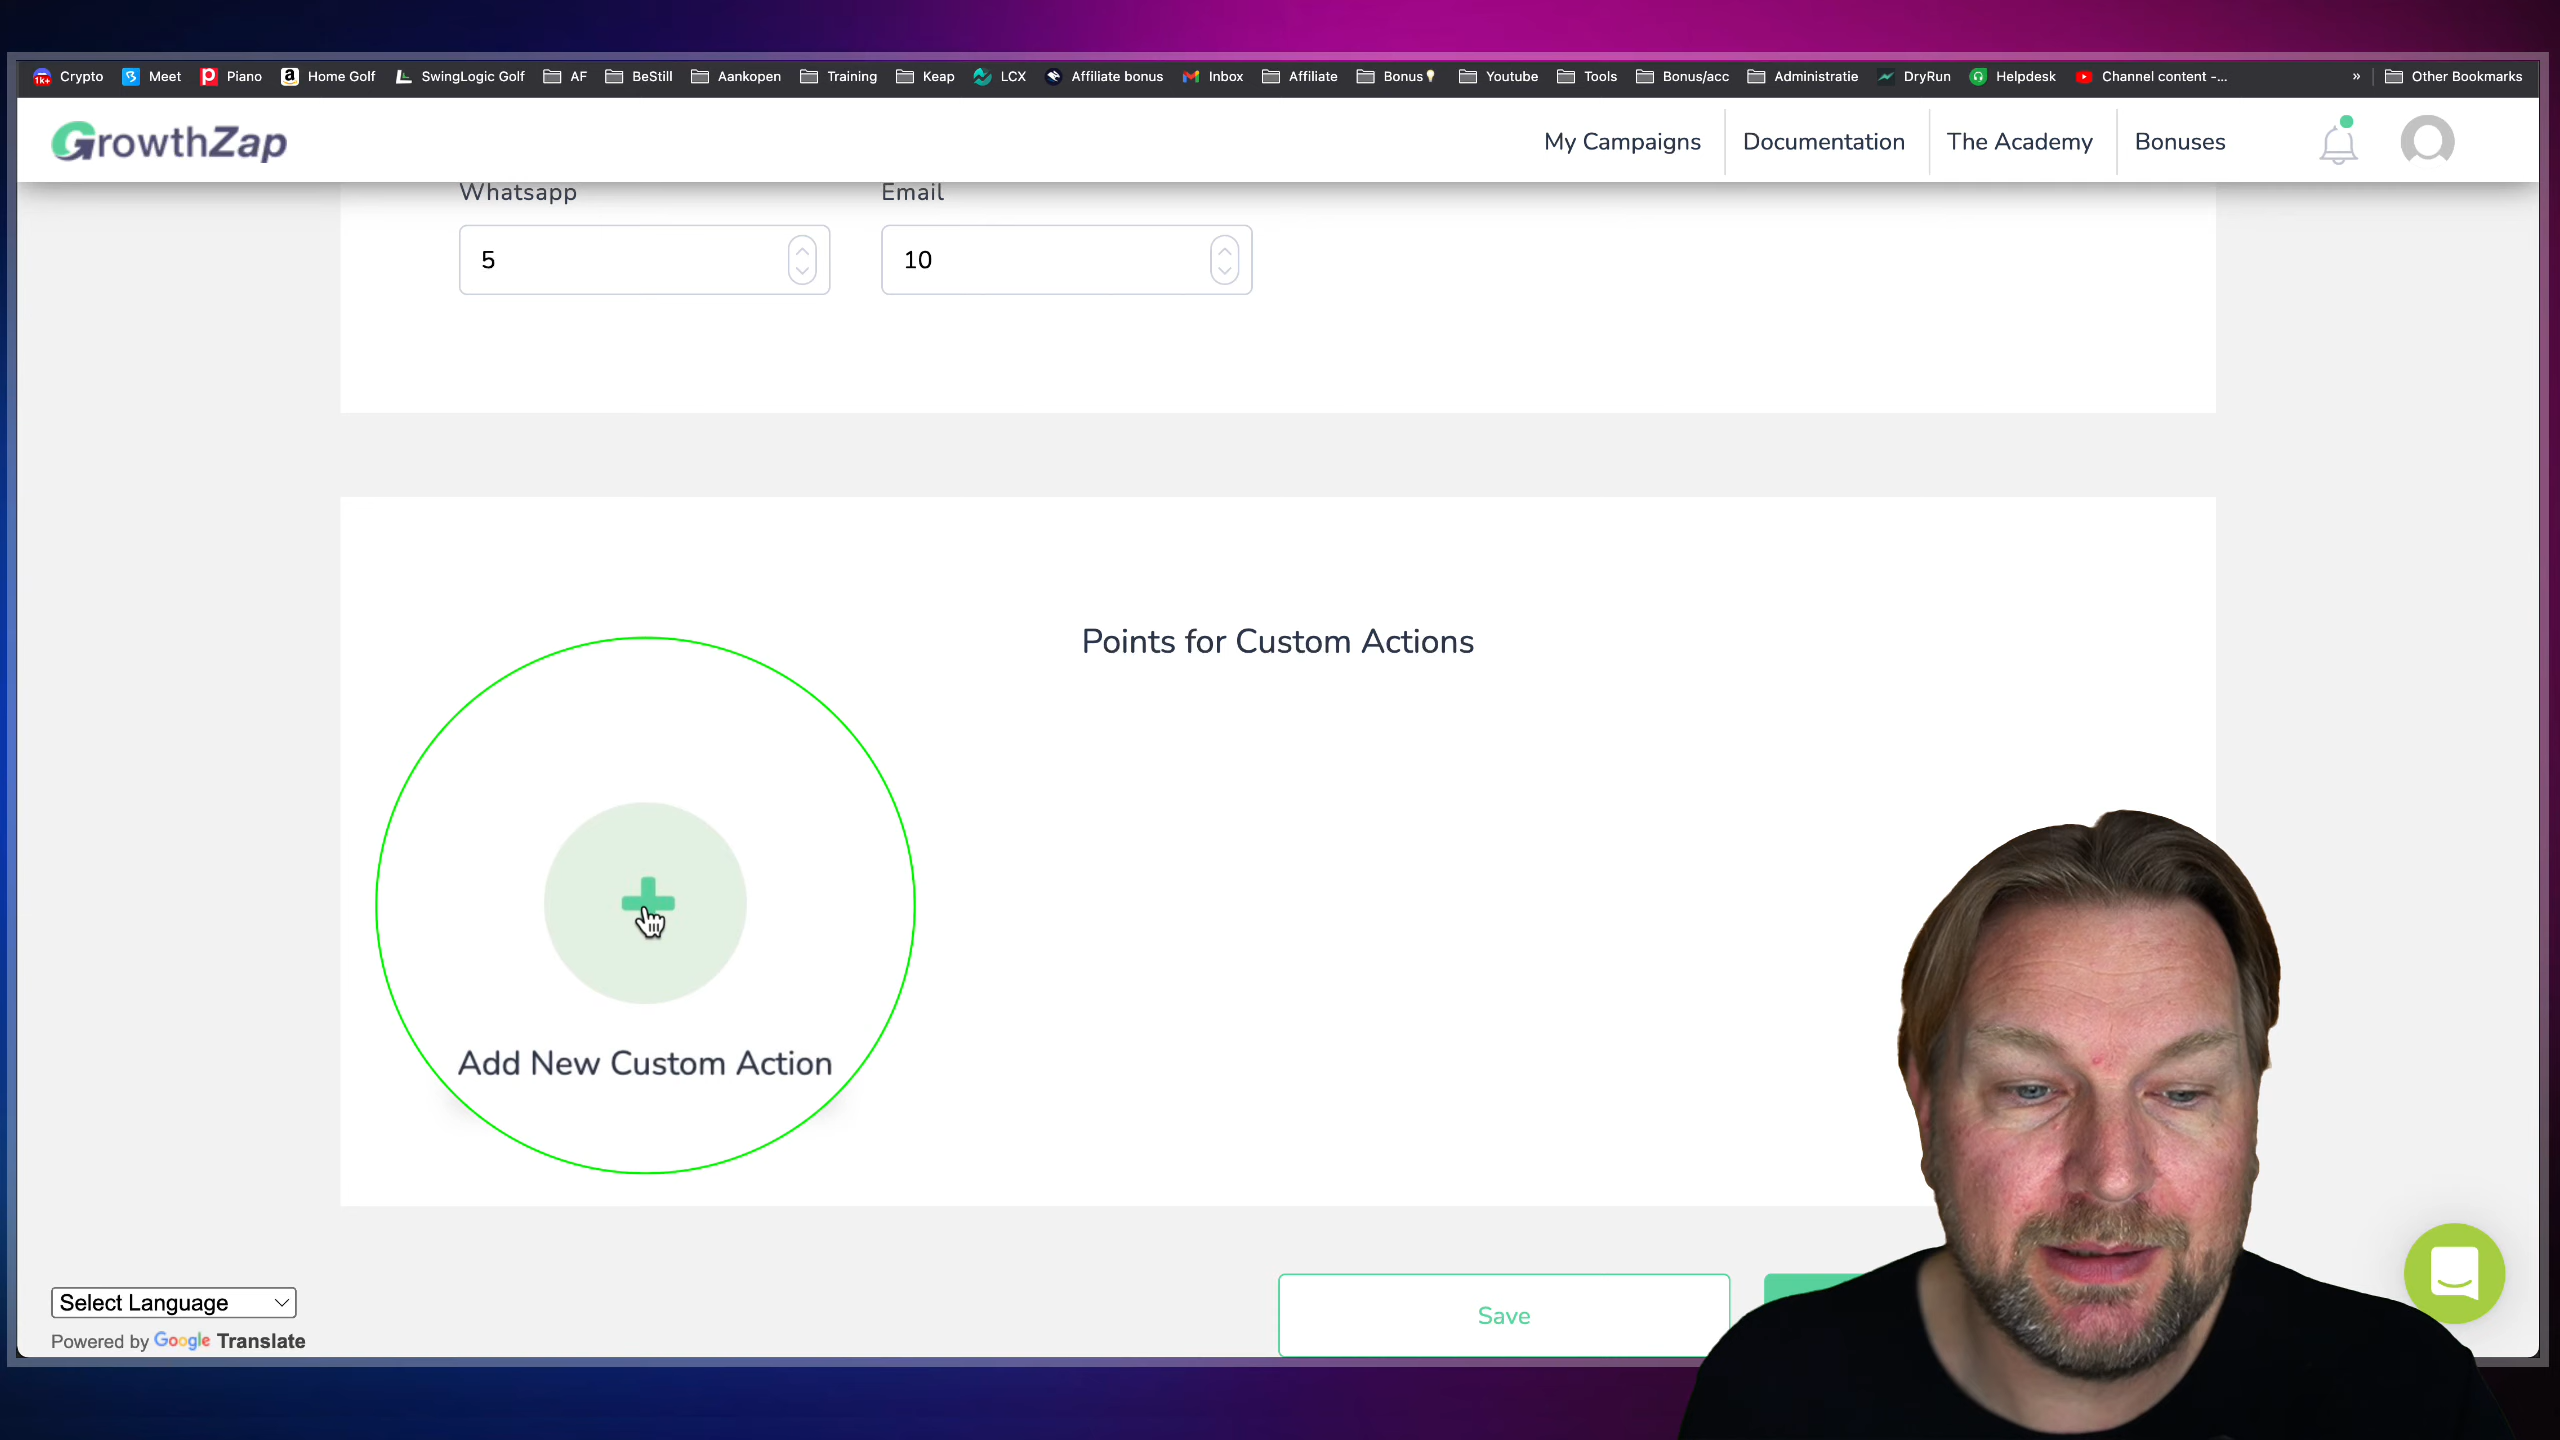 1k+ Crypto Meet Piano Home Golf SwingLogic Golf AF BeStill Aankopen Training Keap LCX Affiliate bonus Inbox Affiliate Bonus Youtube Tools Bonus/acc Administratie DryRun Helpdesk Channel content -... » Other Bookmarks
GrowthZap My Campaigns Documentation The Academy Bonuses
Whatsapp Email
5 10
Points for Custom Actions
Add New Custom Action
Select Language
Save
Powered by Google Translate